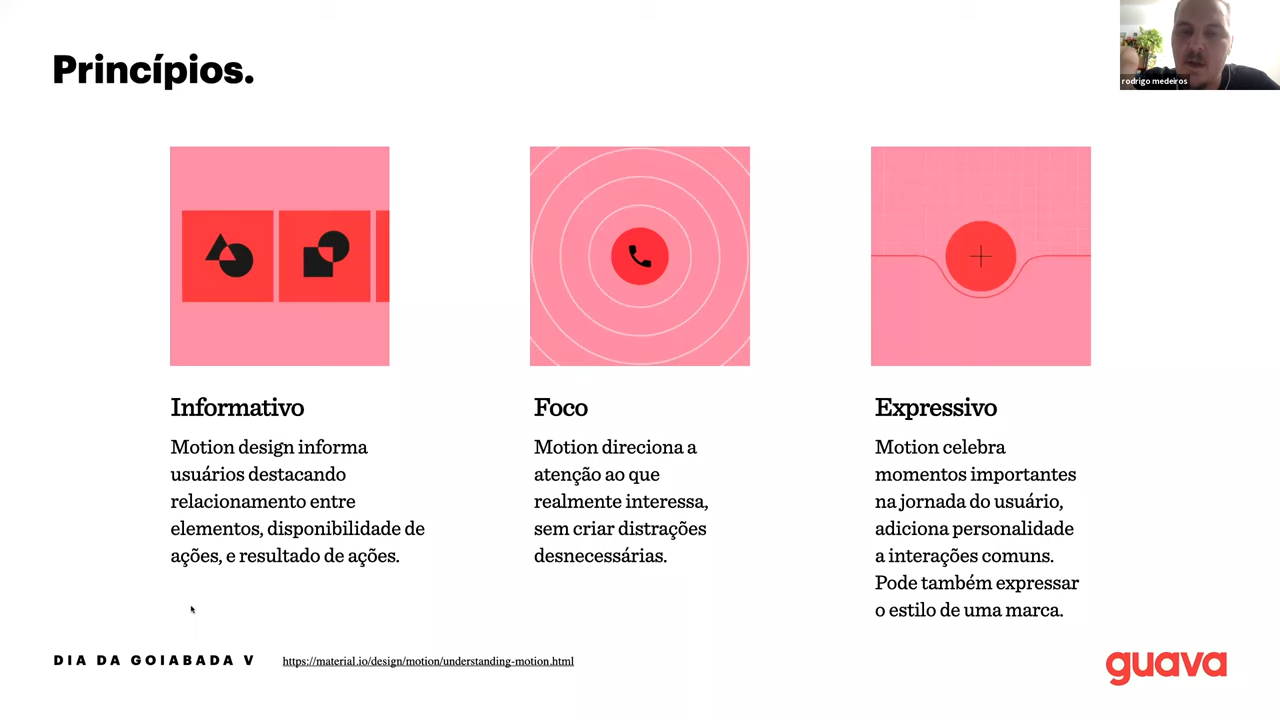 Princípios.
rodrigo medeiros
Informativo
Motion design informa
usuários destacando
relacionamento entre
elementos, disponibilidade de
ações, e resultado de ações.
Foco
Motion direciona a
atenção ao que
realmente interessa,
sem criar distrações
desnecessárias.
Expressivo
Motion celebra
momentos importantes
na jornada do usuário,
adiciona personalidade
a interações comuns.
Pode também expressar
o estilo de uma marca.
DIA DA GOIABADA V
https://material.io/design/motion/understanding-motion.html
guava